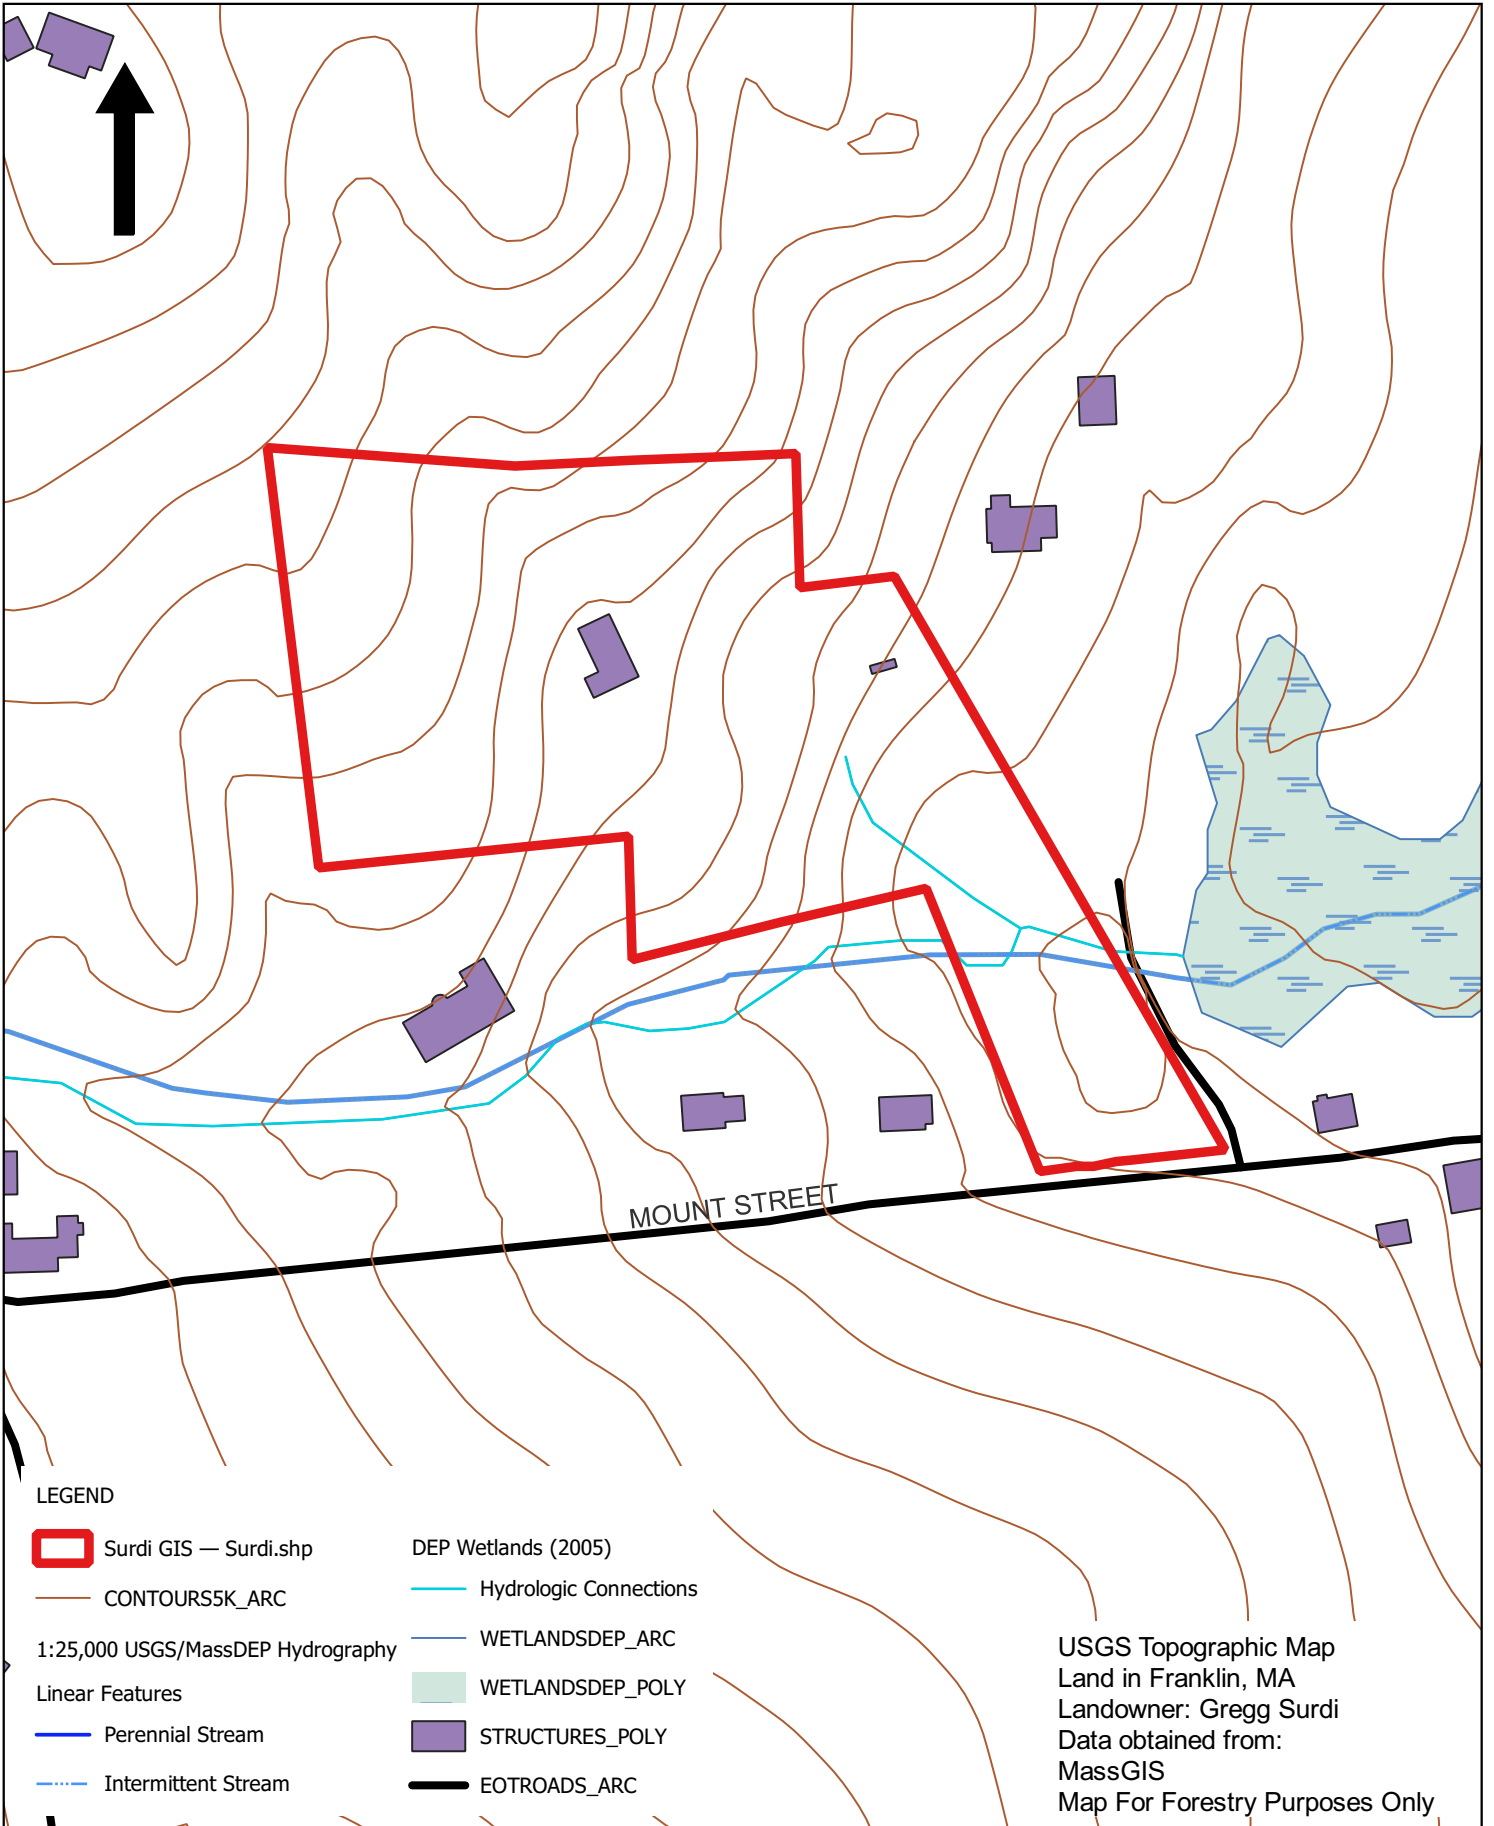 MOUNT STREET
LEGEND
Surdi GIS — Surdi.shp
CONTOURS5K_ARC
1:25,000 USGS/MassDEP Hydrography
Linear Features
Perennial Stream
Intermittent Stream
DEP Wetlands (2005)
Hydrologic Connections
WETLANDSDEP_ARC
WETLANDSDEP_POLY
STRUCTURES_POLY
EOTROADS_ARC
USGS Topographic Map
Land in Franklin, MA
Landowner: Gregg Surdi
Data obtained from:
MassGIS
Map For Forestry Purposes Only